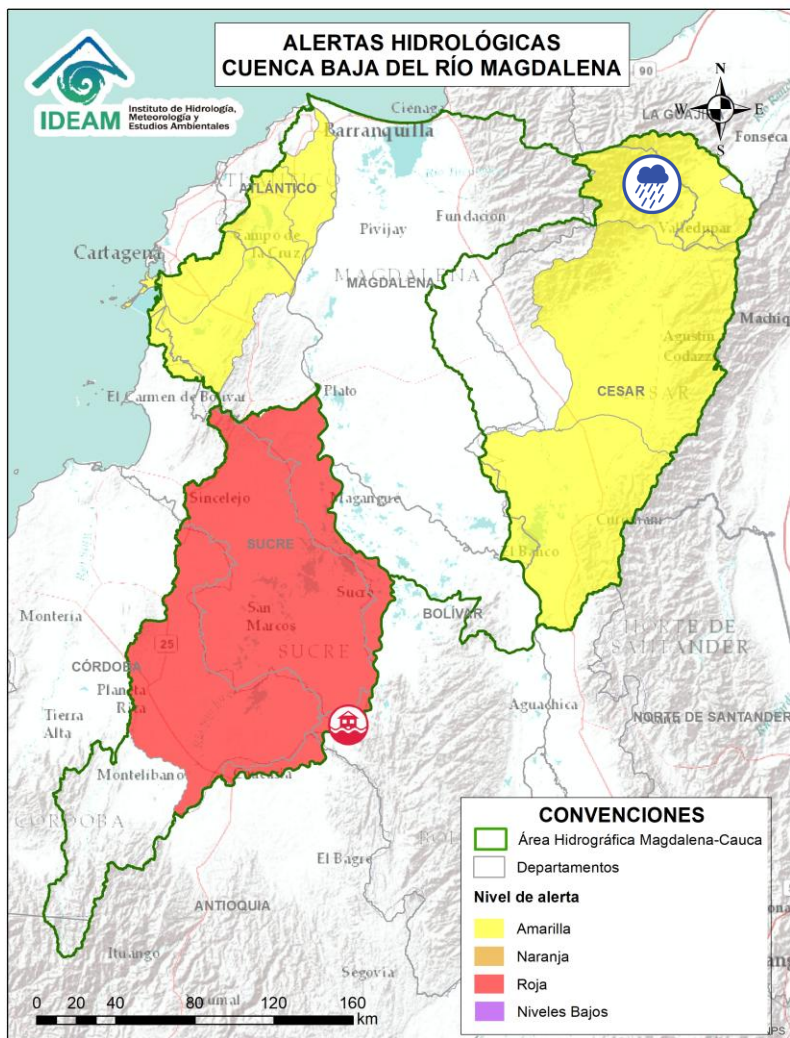 ALERTAS HIDROLÓGICAS
CUENCA BAJA DEL RÍO MAGDALENA
IDEAM
Instituto de Hidrología,
Meteorología y
Estudios Ambientales
90
N
W
E
S
LA GUAJIRA
Fonseca
Ciénaga
Barranquilla
ATLÁNTICO
Fundación
Pivijay
Valledupar
Campo de
la Cruz
Cartagena
MAGDALENA
MAGDALENA
Agustín
Codazzi
CESAR
Plato
El Carmen de Bolívar
Sincelejo
Magangue
SUCRE
El Banco
Sucre
San
Marcos
BOLÍVAR
Montería
25
SUCRE
NORTE DE
SANTANDER
CÓRDOBA
Planeta
Rica
Aguachica
Tierra
Alta
NORTE DE SANTANDER
Montelibano
CÓRDOBA
El Bagre
ANTIOQUIA
Ituango
Segovia
CONVENCIONES
Área Hidrográfica Magdalena-Cauca
Departamentos
Nivel de alerta
Amarilla
Naranja
Roja
Niveles Bajos
0 20 40 80 120 160
km